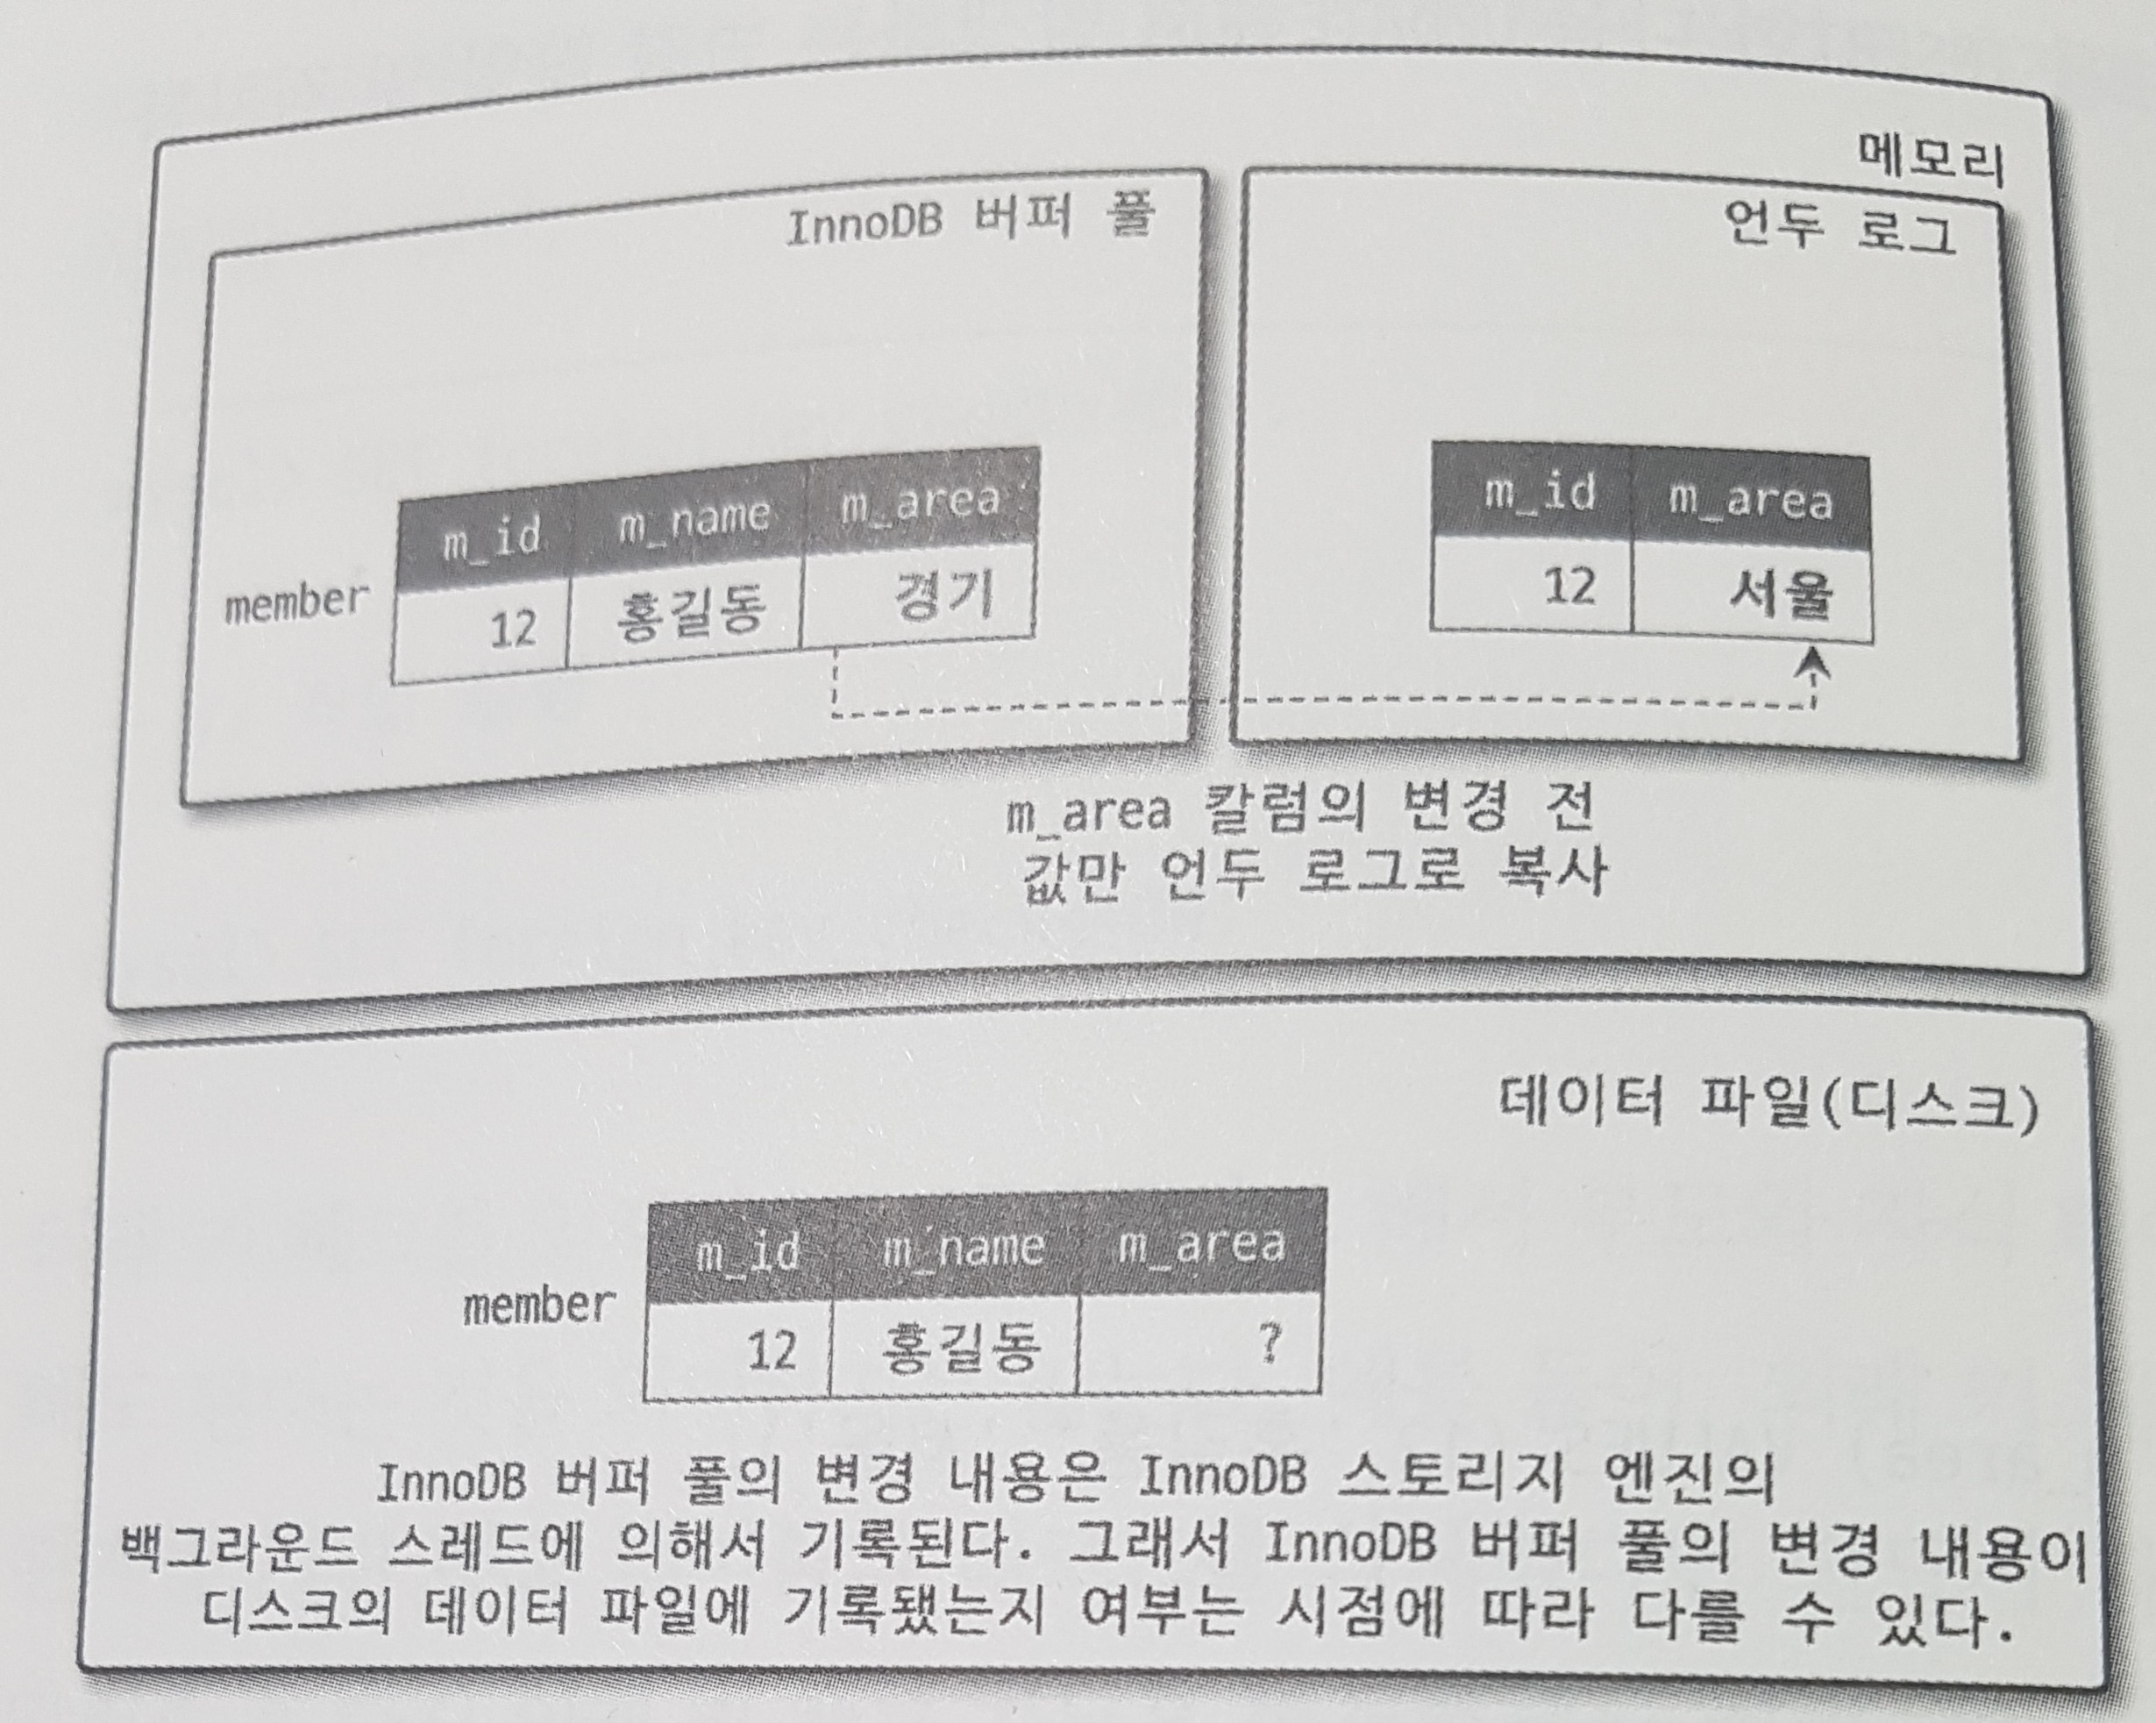 메모리
InnoDB 버퍼 풀
언두 로그
m_id m_name m_area
member 12 홍길동 경기
m_id m_area
12 서울
m_area 칼럼의 변경 전
값만 언두 로그로 복사
데이터 파일(디스크)
m_id m_name m_area
member 12 홍길동 ?
InnoDB 버퍼 풀의 변경 내용은 InnoDB 스토리지 엔진의
백그라운드 스레드에 의해서 기록된다. 그래서 InnoDB 버퍼 풀의 변경 내용이
디스크의 데이터 파일에 기록됐는지 여부는 시점에 따라 다를 수 있다.